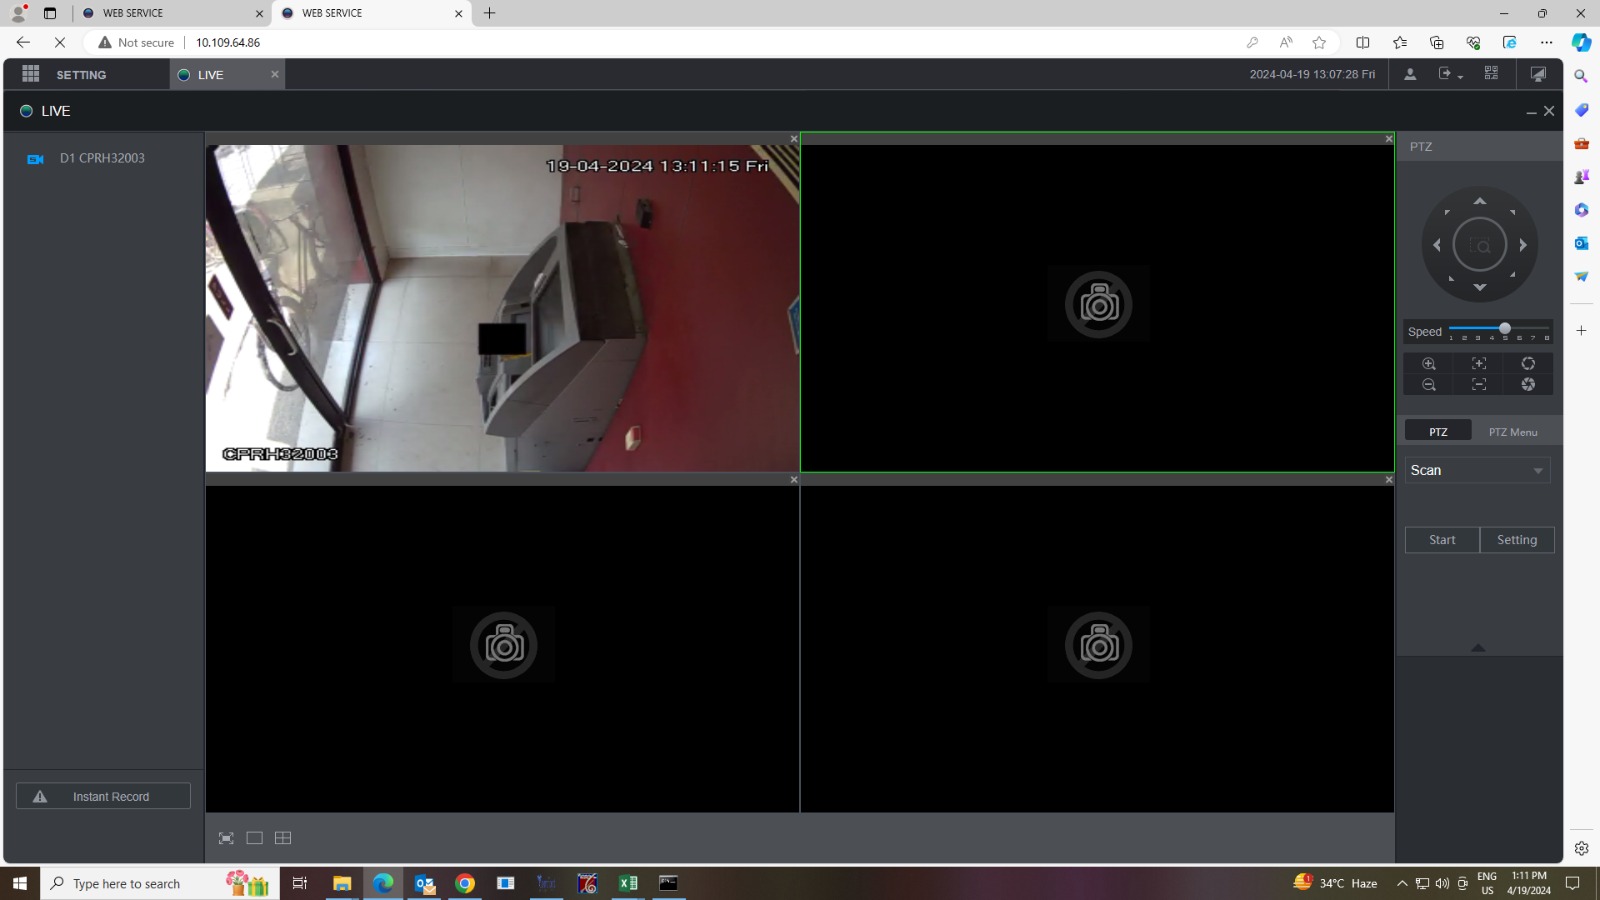 WEB SERVICE
WEB SERVICE
Not secure
10.109.64.86
SETTING
LIVE
2024-04-19 13:07:28 Fri
LIVE
D1 CPRH32003
19-04-2024 13:11:15 Fri
CPRH32003
PTZ
Speed
1 2 3 4 5 6 7 8
PTZ
PTZ Menu
Scan
Start
Setting
Instant Record
Type here to search
34°C Haze
ENG
US
1:11 PM
4/19/2024